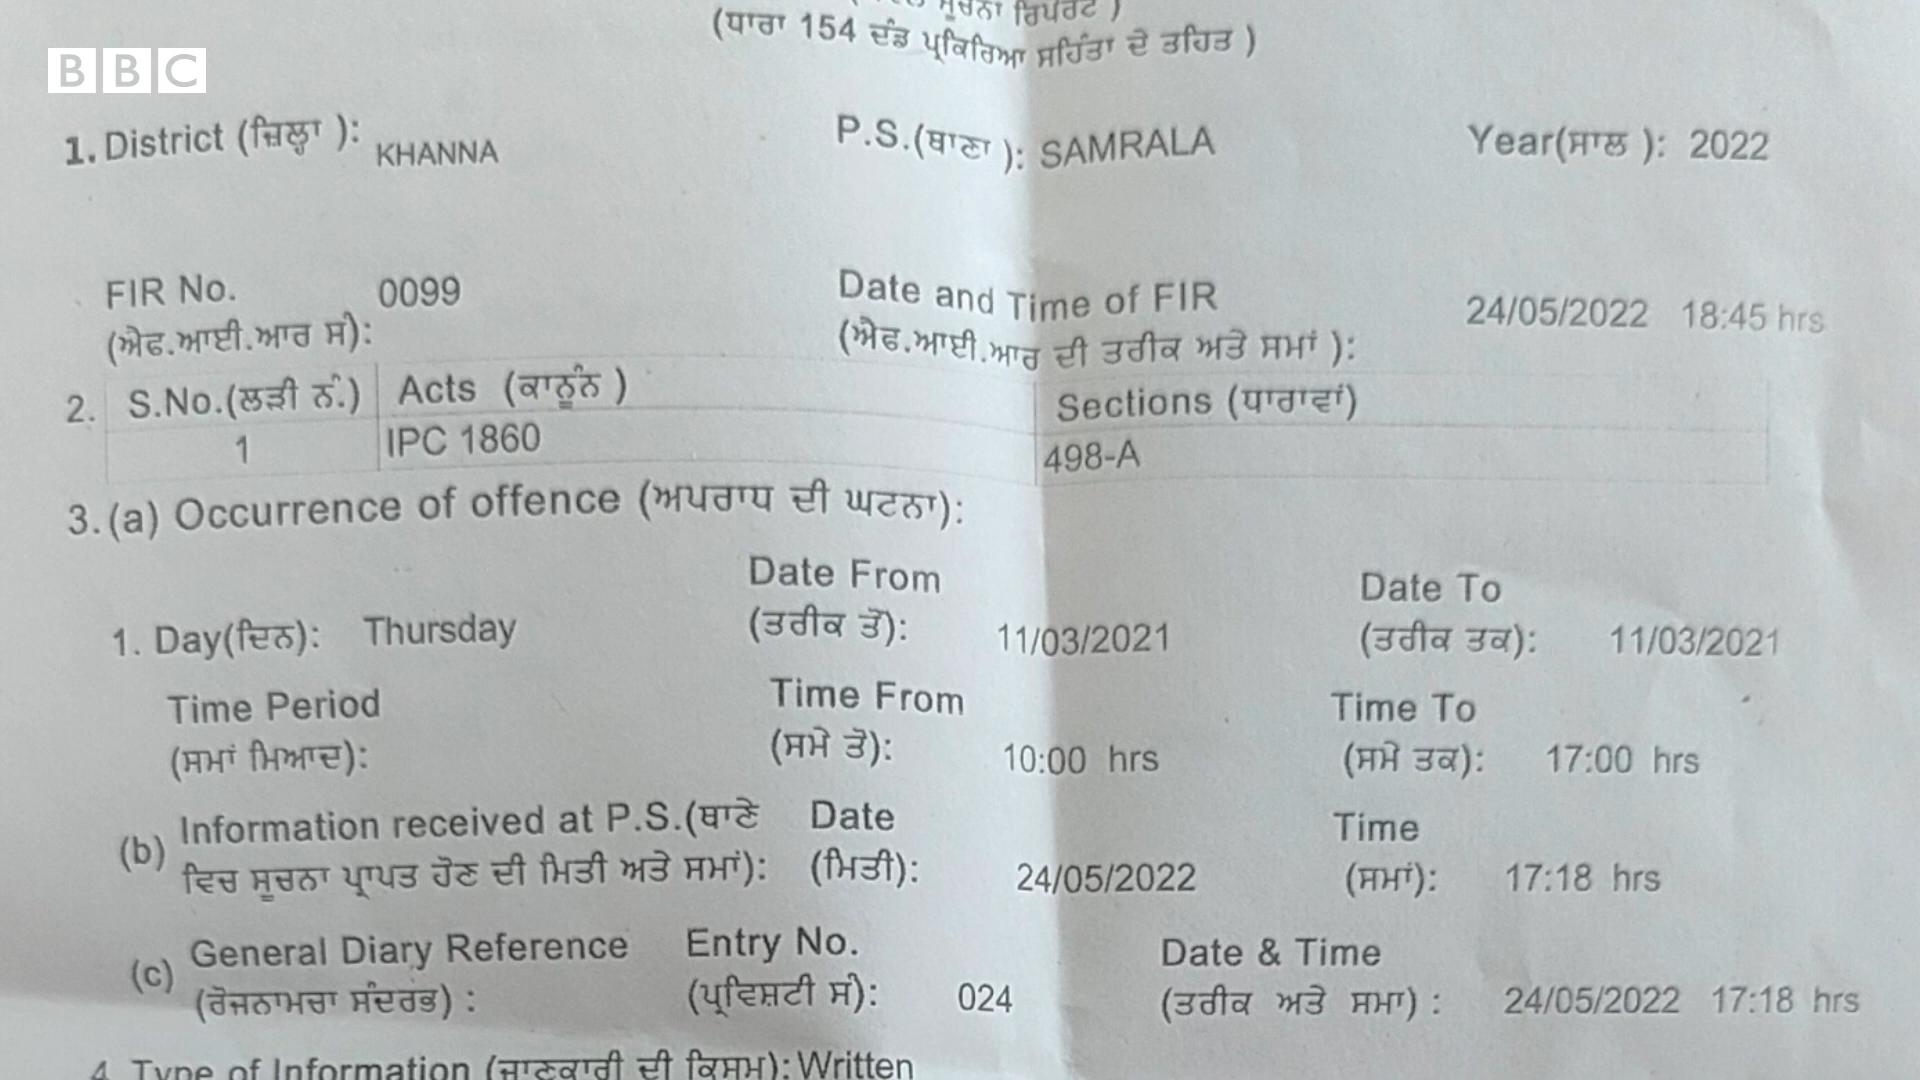 BBC
ਸੂਚਨਾ ਰਿਪੋਰਟ )
(ਧਾਰਾ 154 ਦੰਡ ਪ੍ਰਕਿਰਿਆ ਸਹਿੰਤਾ ਦੇ ਤਹਿਤ )
1. District (ਜ਼ਿਲ੍ਹਾ ): KHANNA P.S.(ਥਾਣਾ ): SAMRALA Year(ਸਾਲ ): 2022
FIR No. 0099 Date and Time of FIR 24/05/2022 18:45 hrs
(ਐਫ.ਆਈ.ਆਰ ਸੰ): (ਐਫ.ਆਈ.ਆਰ ਦੀ ਤਰੀਕ ਅਤੇ ਸਮਾਂ ):
2. S.No.(ਲੜੀ ਨੰ.) Acts (ਕਾਨੂੰਨ ) Sections (ਧਾਰਾਵਾਂ)
1 IPC 1860 498-A
3.(a) Occurrence of offence (ਅਪਰਾਧ ਦੀ ਘਟਨਾ):
Date From Date To
1. Day(ਦਿਨ): Thursday (ਤਰੀਕ ਤੋਂ): 11/03/2021 (ਤਰੀਕ ਤਕ): 11/03/2021
Time Period Time From Time To
(ਸਮਾਂ ਮਿਆਦ): (ਸਮੇ ਤੋ): 10:00 hrs (ਸਮੇ ਤਕ): 17:00 hrs
(b) Information received at P.S.(ਥਾਣੇ Date Time
ਵਿਚ ਸੂਚਨਾ ਪ੍ਰਾਪਤ ਹੋਣ ਦੀ ਮਿਤੀ ਅਤੇ ਸਮਾਂ): (ਮਿਤੀ): 24/05/2022 (ਸਮਾਂ): 17:18 hrs
(c) General Diary Reference Entry No. Date & Time
(ਰੋਜਨਾਮਚਾ ਸੰਦਰਭ) : (ਪ੍ਰਵਿਸ਼ਟੀ ਸੰ): 024 (ਤਰੀਕ ਅਤੇ ਸਮਾ) : 24/05/2022 17:18 hrs
4. Type of Information (ਜਾਣਕਾਰੀ ਦੀ ਕਿਸਮ): Written